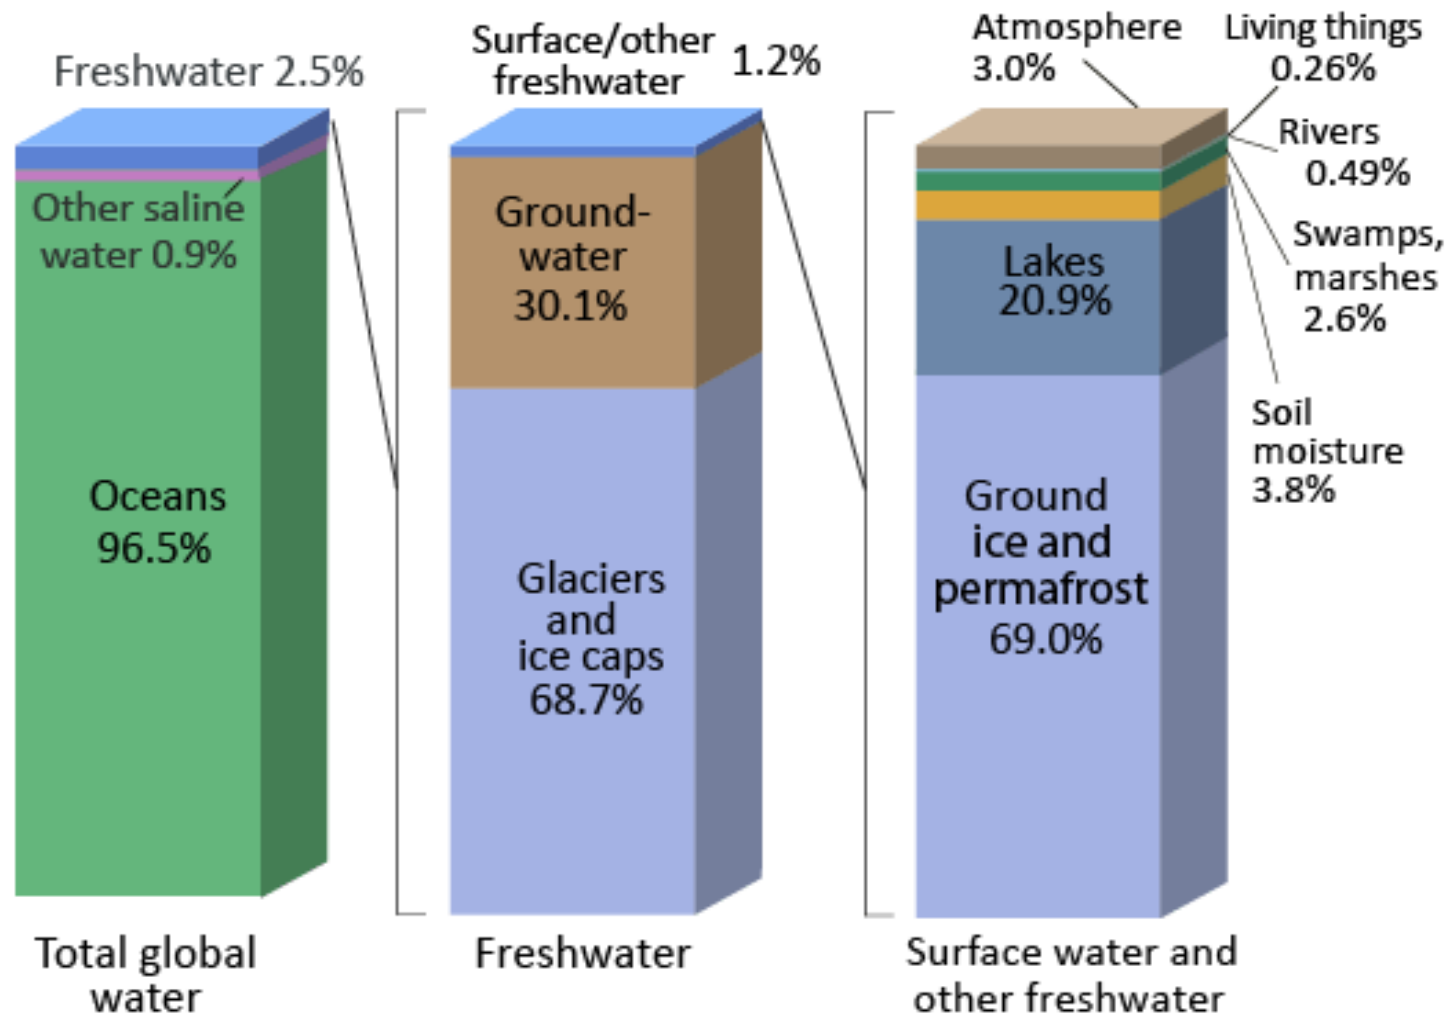 Freshwater 2.5%
Other saline
water 0.9%
Oceans
96.5%
Total global
water
Surface/other
freshwater
1.2%
Ground-
water
30.1%
Glaciers
and
ice caps
68.7%
Freshwater
Atmosphere
3.0%
Living things
0.26%
Rivers
0.49%
Swamps,
marshes
2.6%
Soil
moisture
3.8%
Lakes
20.9%
Ground
ice and
permafrost
69.0%
Surface water and
other freshwater